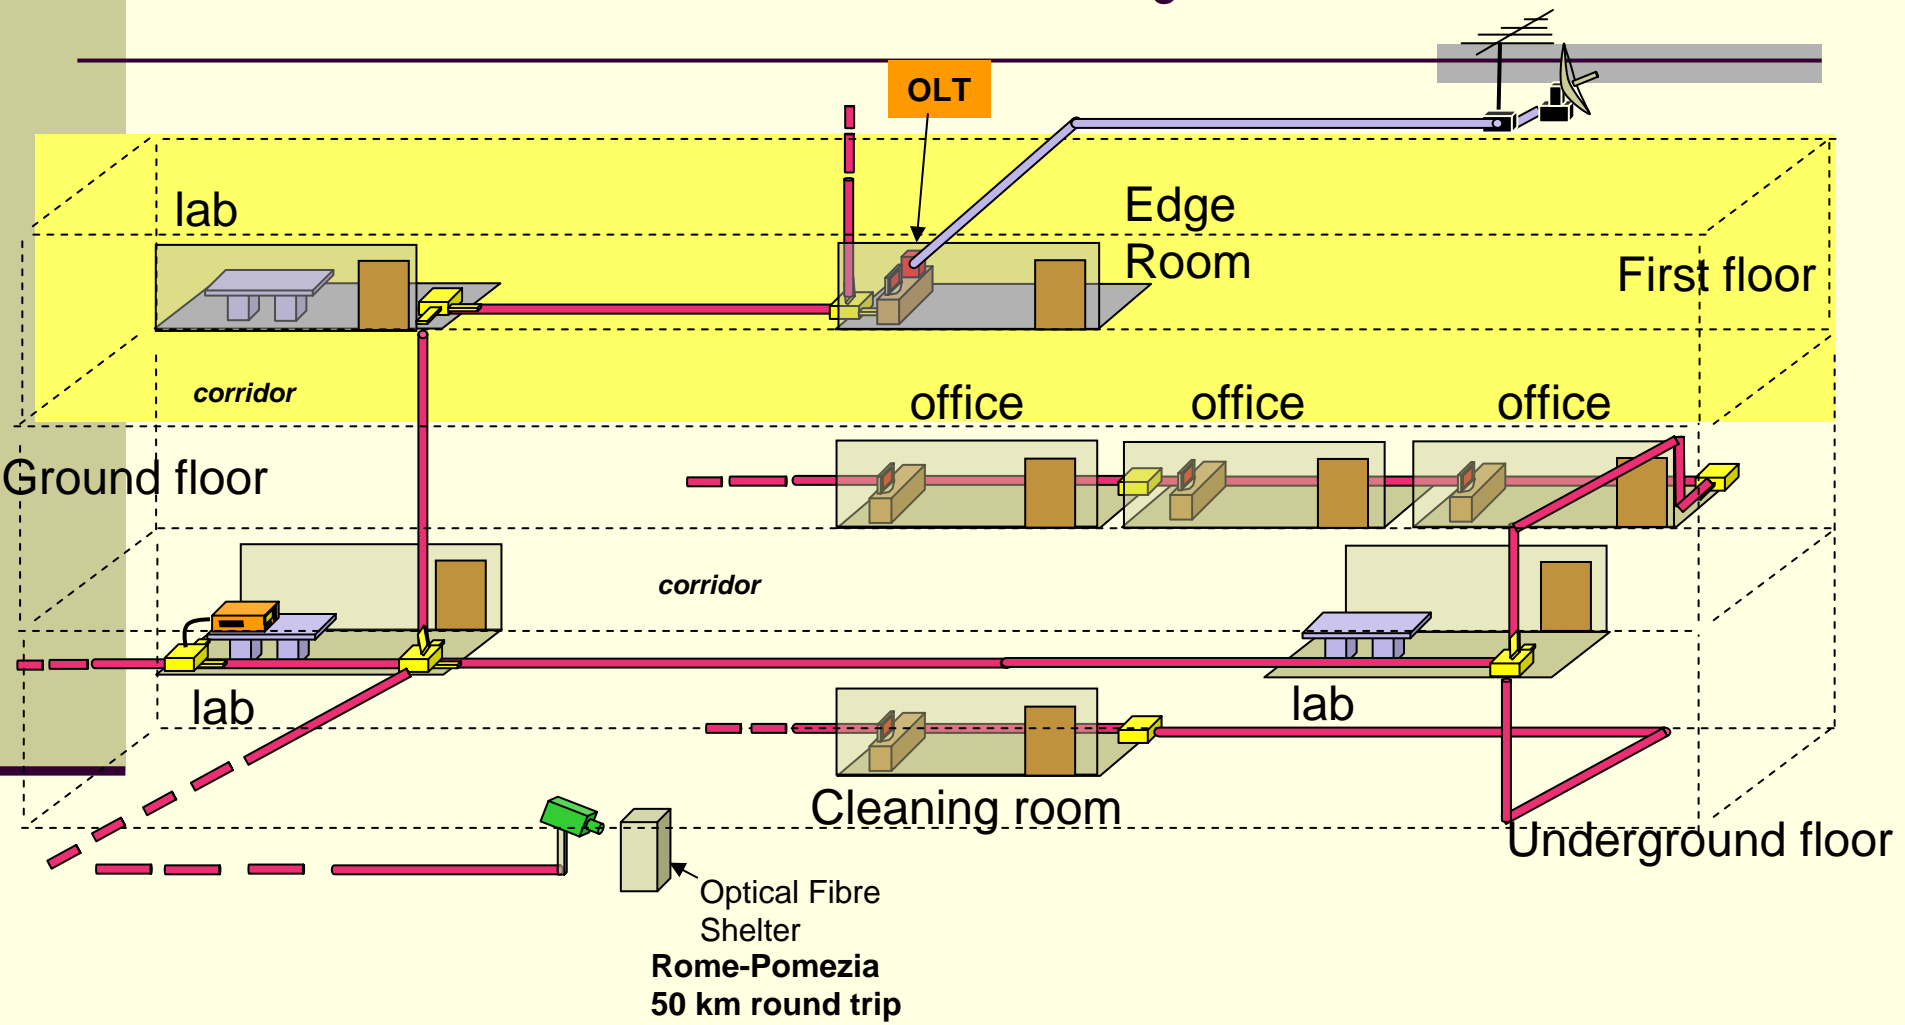 OLT
lab
Edge
Room
First floor
corridor
office
office
office
Ground floor
corridor
lab
lab
Cleaning room
Underground floor
Optical Fibre
Shelter
Rome-Pomezia
50 km round trip